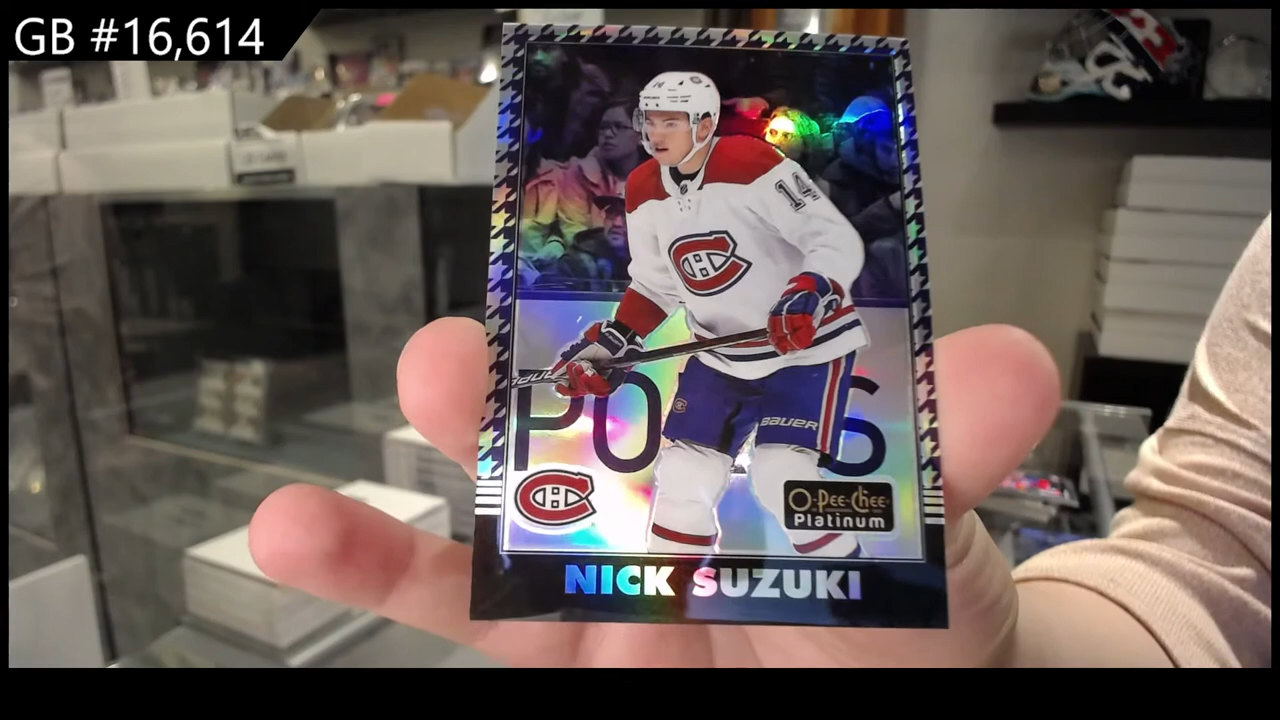 GB #16,614
14
BAUER
O-Pee-Chee
Platinum
NICK SUZUKI